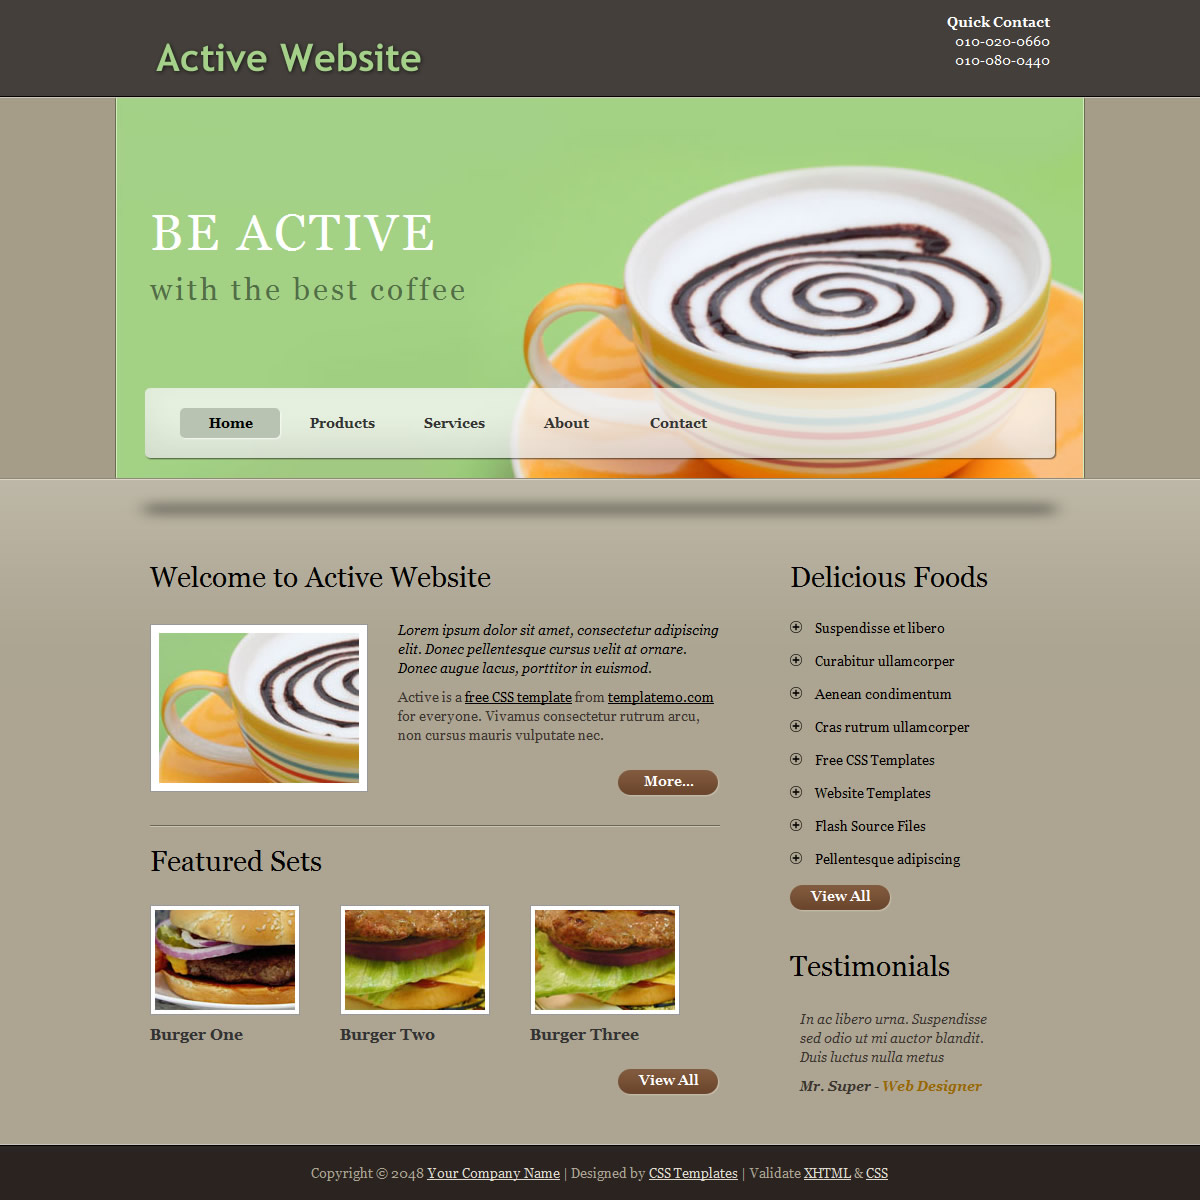 Active Website
Quick Contact
010-020-0660
010-080-0440
BE ACTIVE
with the best coffee
Home
Products
Services
About
Contact
Welcome to Active Website
Lorem ipsum dolor sit amet, consectetur adipiscing
elit. Donec pellentesque cursus velit at ornare.
Donec augue lacus, porttitor in euismod.
Active is a free CSS template from templatemo.com
for everyone. Vivamus consectetur rutrum arcu,
non cursus mauris vulputate nec.
More...
Featured Sets
Burger One
Burger Two
Burger Three
View All
Delicious Foods
Suspendisse et libero
Curabitur ullamcorper
Aenean condimentum
Cras rutrum ullamcorper
Free CSS Templates
Website Templates
Flash Source Files
Pellentesque adipiscing
View All
Testimonials
In ac libero urna. Suspendisse
sed odio ut mi auctor blandit.
Duis luctus nulla metus
Mr. Super - Web Designer
Copyright © 2048 Your Company Name | Designed by CSS Templates | Validate XHTML & CSS